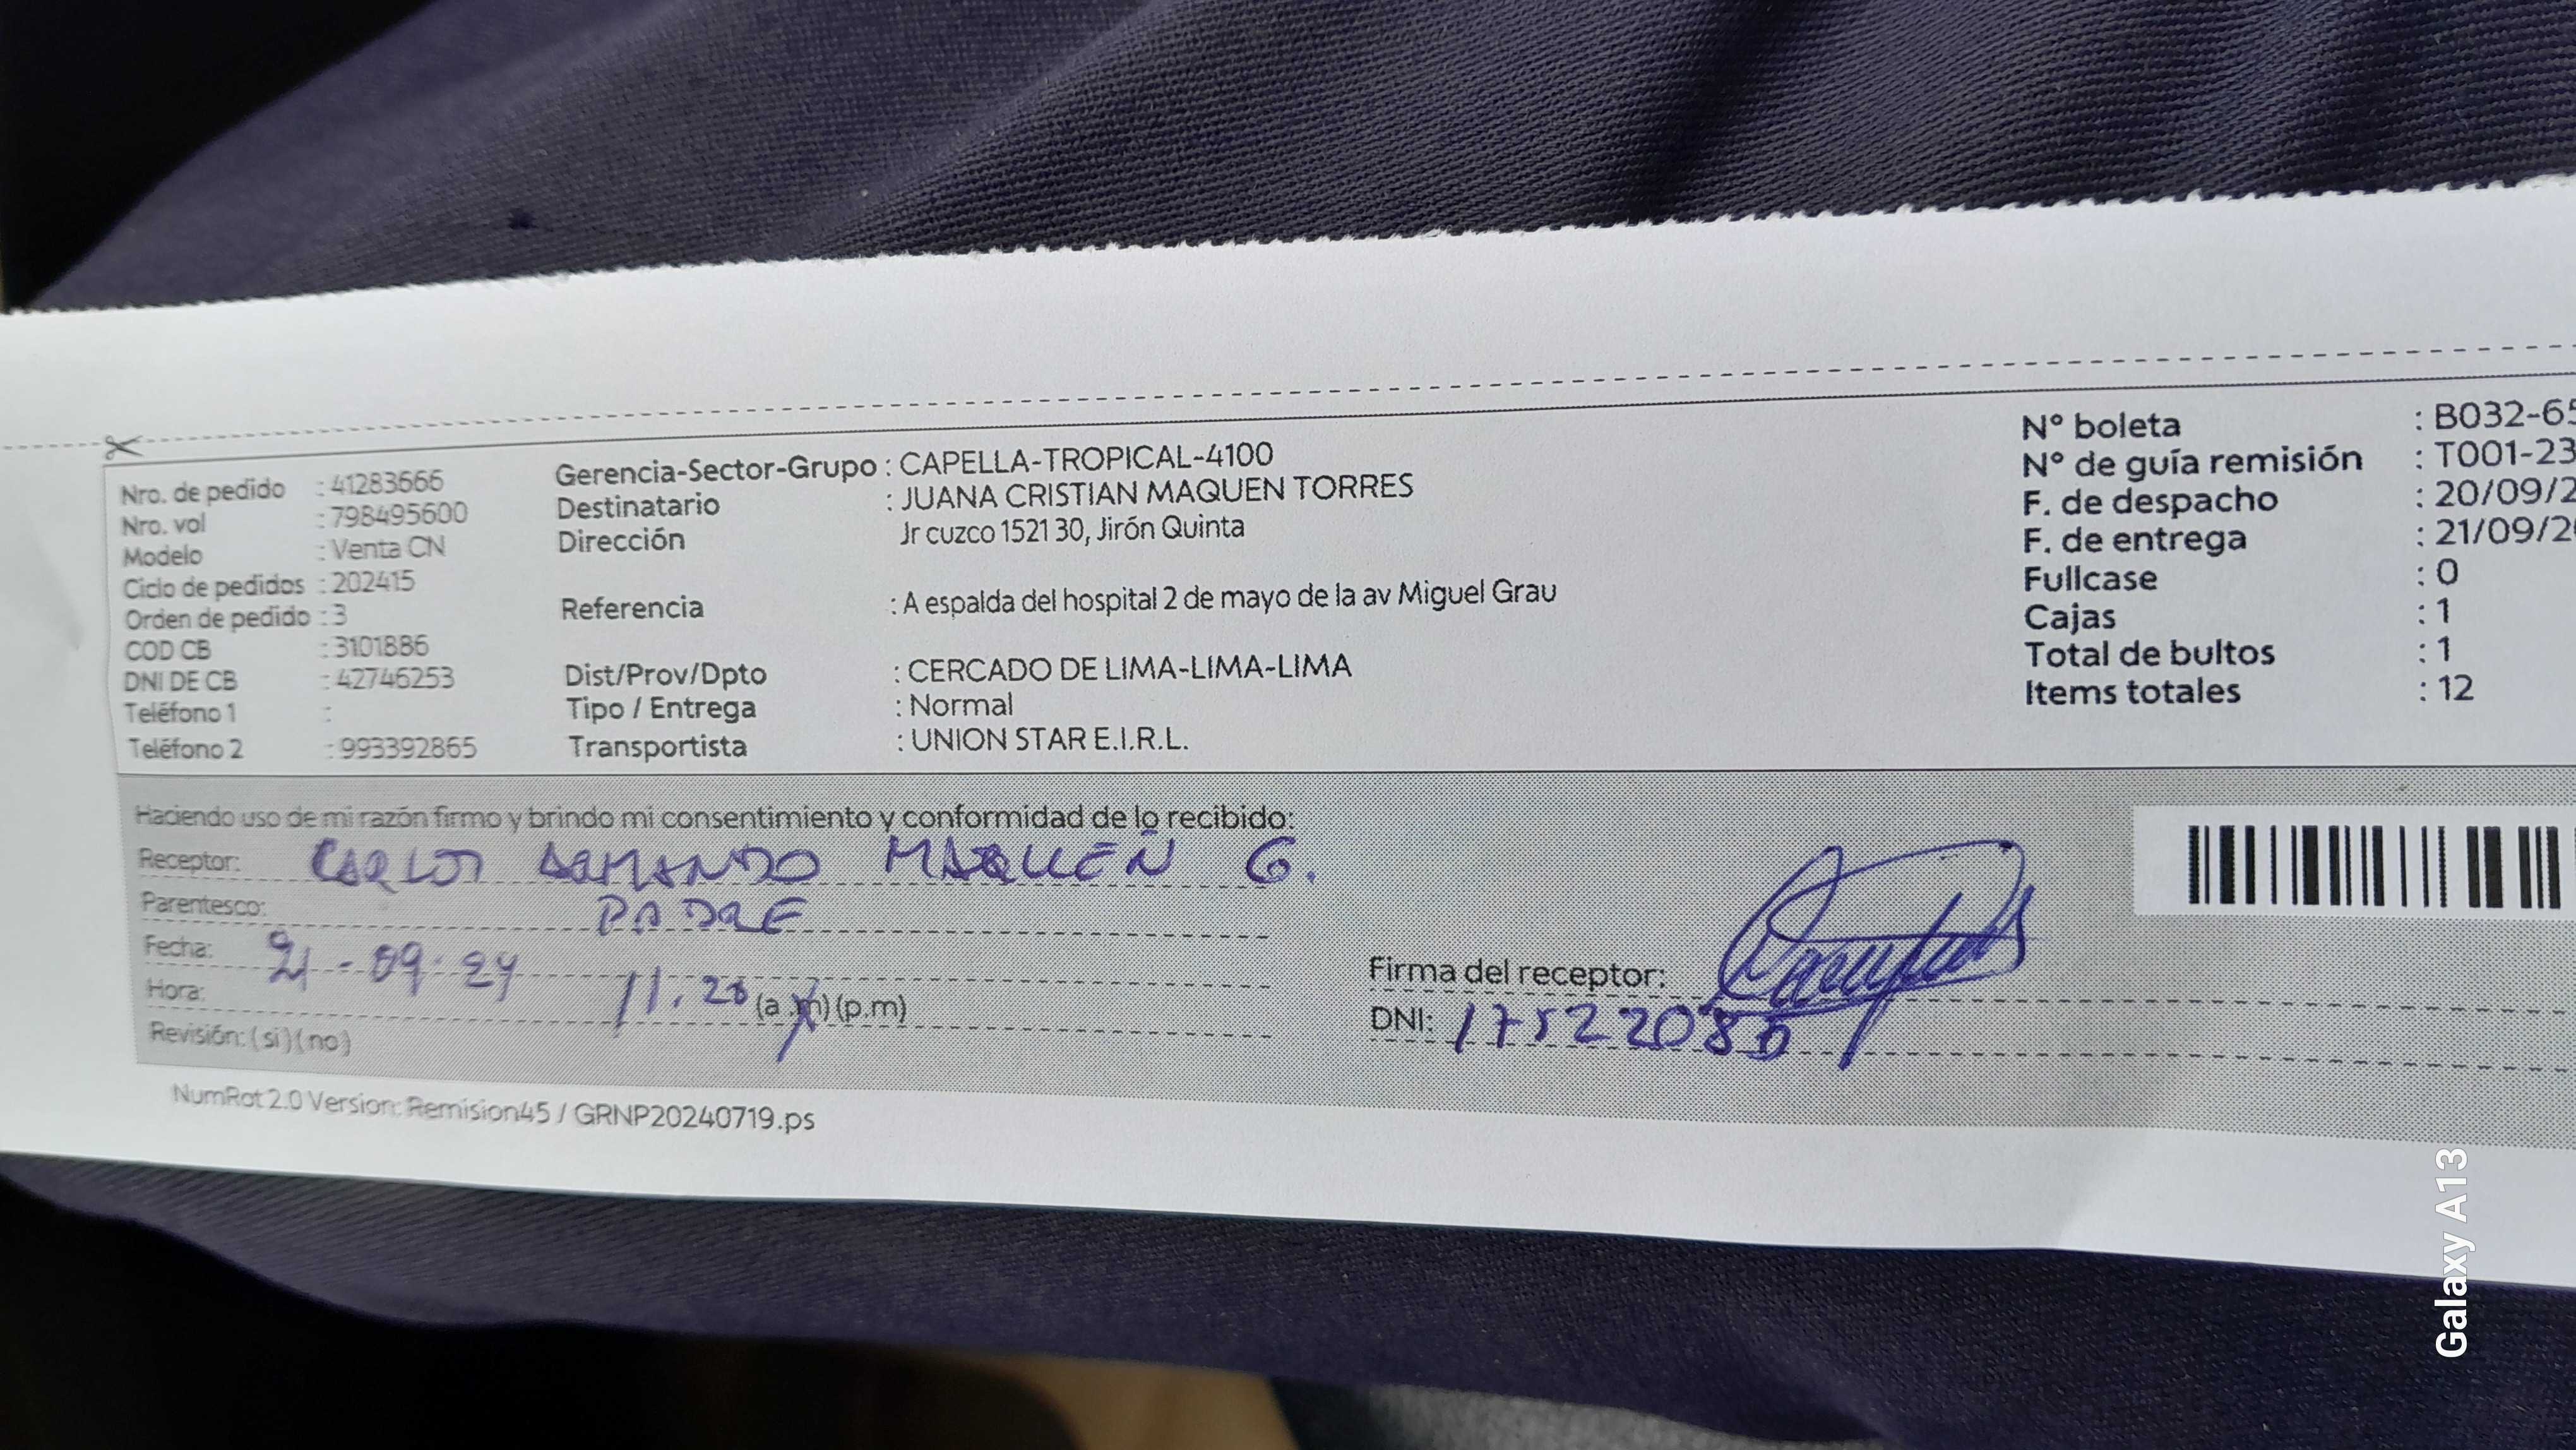 Nro. de pedido : 41283666
Nro. vol : 798495600
Modelo : Venta CN
Ciclo de pedidos : 202415
Orden de pedido : 3
COD CB : 3101886
DNI DE CB : 42746253
Teléfono 1 :
Teléfono 2 : 993392865
Gerencia-Sector-Grupo : CAPELLA-TROPICAL-4100
Destinatario : JUANA CRISTIAN MAQUEN TORRES
Dirección Jr cuzco 1521 30, Jirón Quinta
Referencia : A espalda del hospital 2 de mayo de la av Miguel Grau
Dist/Prov/Dpto : CERCADO DE LIMA-LIMA-LIMA
Tipo / Entrega : Normal
Transportista : UNION STAR E.I.R.L.
N° boleta : B032-65
N° de guía remisión : T001-23
F. de despacho : 20/09/2
F. de entrega : 21/09/2
Fullcase : 0
Cajas : 1
Total de bultos : 1
Items totales : 12
Haciendo uso de mi razón firmo y brindo mi consentimiento y conformidad de lo recibido:
Receptor: CARLOS ARMANDO MAQUEN G.
Parentesco: PADRE
Fecha: 21-09-24
Hora: 11.20 (a.m) (p.m)
Revisión: (si) (no)
Firma del receptor:
DNI: 1752208
NumRot 2.0 Version: Remision45 / GRNP20240719.ps
Galaxy A13